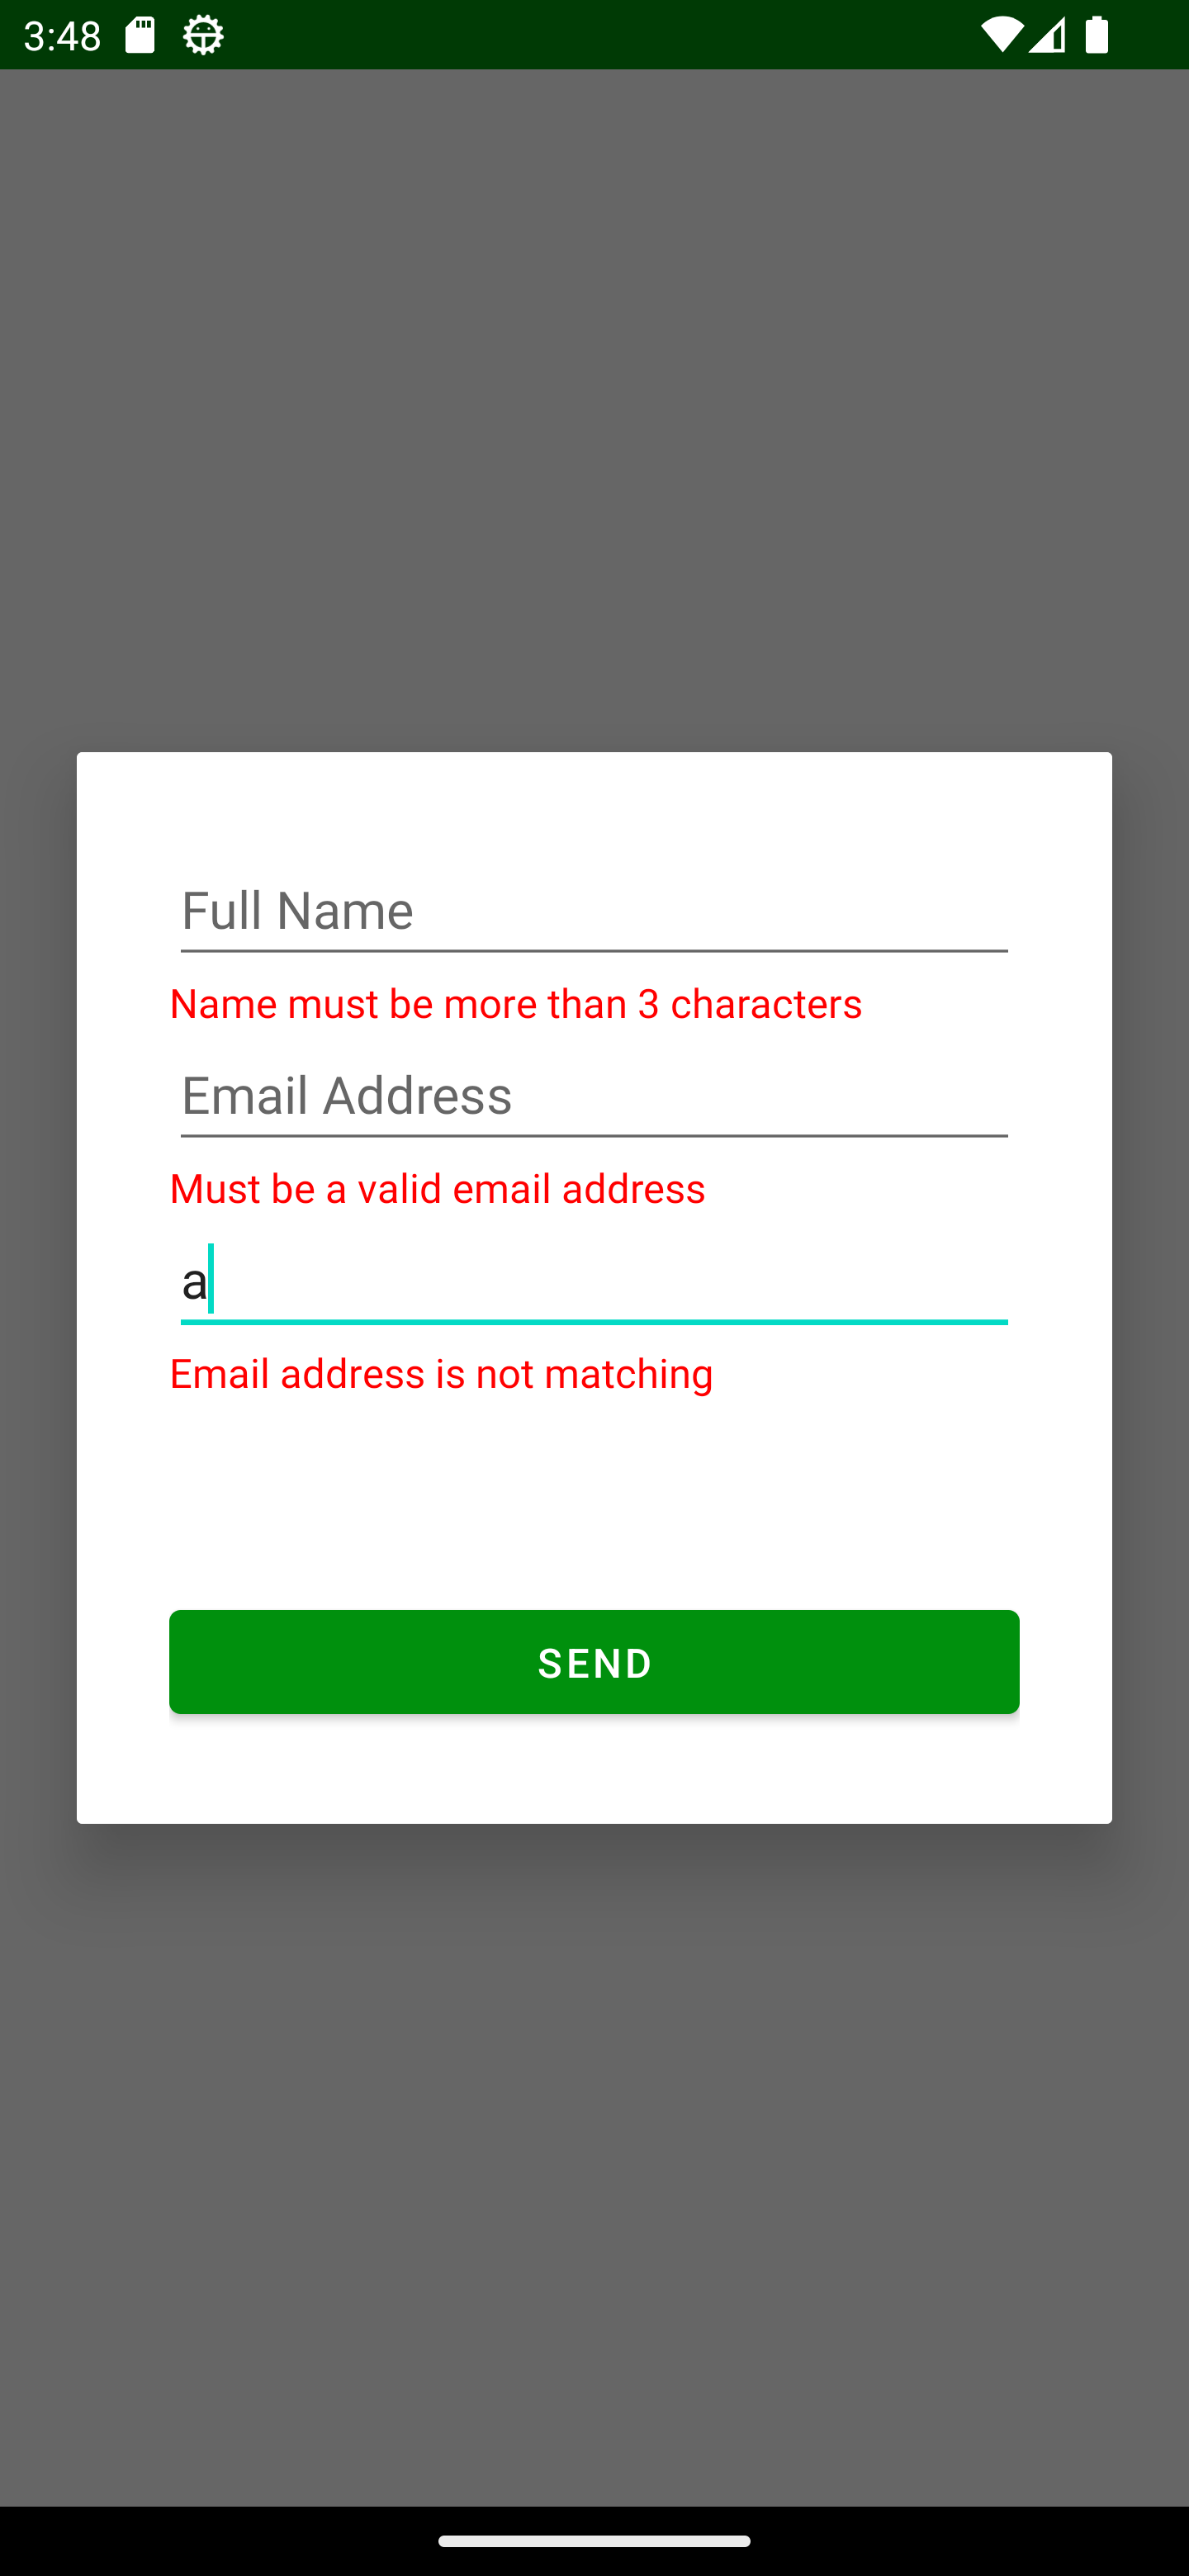 3:48
Full Name
Name must be more than 3 characters
Email Address
Must be a valid email address
a
Email address is not matching
SEND